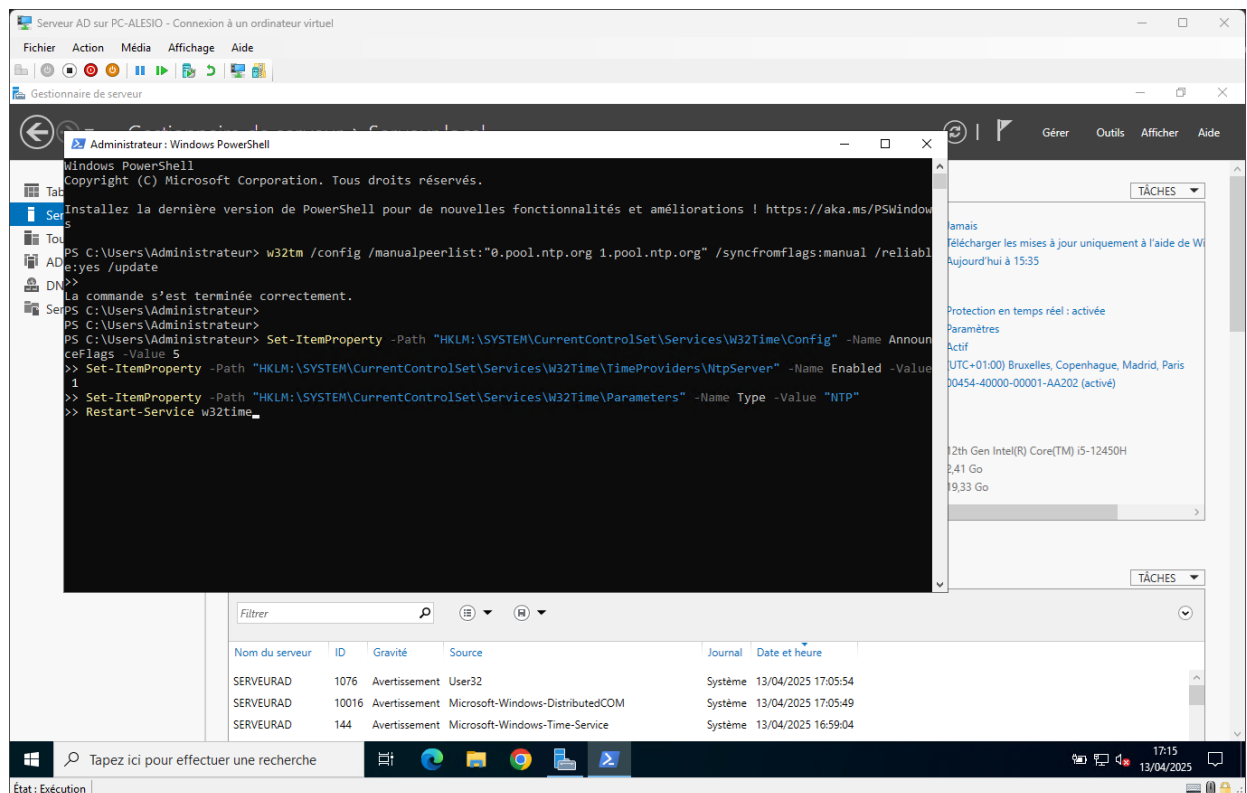 Serveur AD sur PC-ALESIO - Connexion à un ordinateur virtuel
Fichier Action Média Affichage Aide
Gestionnaire de serveur
Gérer Outils Afficher Aide
Administrateur : Windows PowerShell
Windows PowerShell
Copyright (C) Microsoft Corporation. Tous droits réservés.
Installez la dernière version de PowerShell pour de nouvelles fonctionnalités et améliorations ! https://aka.ms/PSWindow
s
PS C:\Users\Administrateur> w32tm /config /manualpeerlist:"0.pool.ntp.org 1.pool.ntp.org" /syncfromflags:manual /reliabl
e:yes /update
>>
La commande s’est terminée correctement.
PS C:\Users\Administrateur>
PS C:\Users\Administrateur>
PS C:\Users\Administrateur> Set-ItemProperty -Path "HKLM:\SYSTEM\CurrentControlSet\Services\W32Time\Config" -Name Announ
ceFlags -Value 5
>> Set-ItemProperty -Path "HKLM:\SYSTEM\CurrentControlSet\Services\W32Time\TimeProviders\NtpServer" -Name Enabled -Value
1
>> Set-ItemProperty -Path "HKLM:\SYSTEM\CurrentControlSet\Services\W32Time\Parameters" -Name Type -Value "NTP"
>> Restart-Service w32time
Tab
Ser
Tou
AD
DN
Ser
TÂCHES
Jamais
Télécharger les mises à jour uniquement à l'aide de Wi
Aujourd'hui à 15:35
Protection en temps réel : activée
Paramètres
Actif
(UTC+01:00) Bruxelles, Copenhague, Madrid, Paris
00454-40000-00001-AA202 (activé)
12th Gen Intel(R) Core(TM) i5-12450H
2,41 Go
19,33 Go
TÂCHES
Filtrer
Nom du serveur ID Gravité Source Journal Date et heure
SERVEURAD 1076 Avertissement User32 Système 13/04/2025 17:05:54
SERVEURAD 10016 Avertissement Microsoft-Windows-DistributedCOM Système 13/04/2025 17:05:49
SERVEURAD 144 Avertissement Microsoft-Windows-Time-Service Système 13/04/2025 16:59:04
Tapez ici pour effectuer une recherche
17:15
13/04/2025
État : Exécution